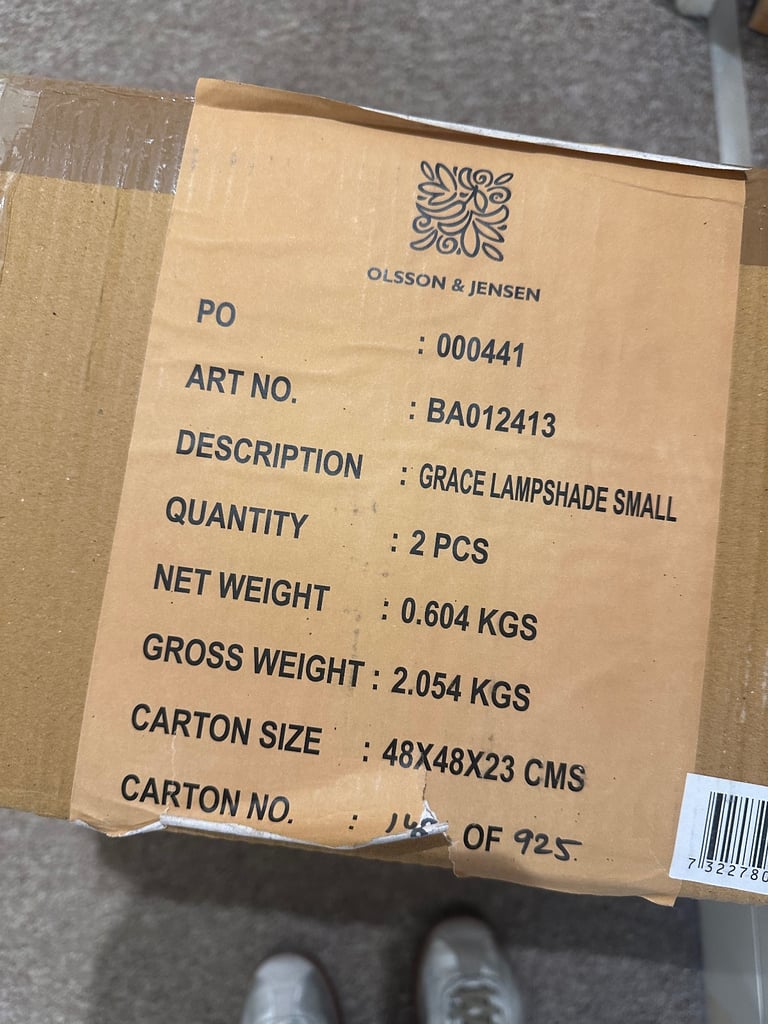 OLSSON & JENSEN
PO : 000441
ART NO. : BA012413
DESCRIPTION : GRACE LAMPSHADE SMALL
QUANTITY : 2 PCS
NET WEIGHT : 0.604 KGS
GROSS WEIGHT : 2.054 KGS
CARTON SIZE : 48X48X23 CMS
CARTON NO. : OF 925